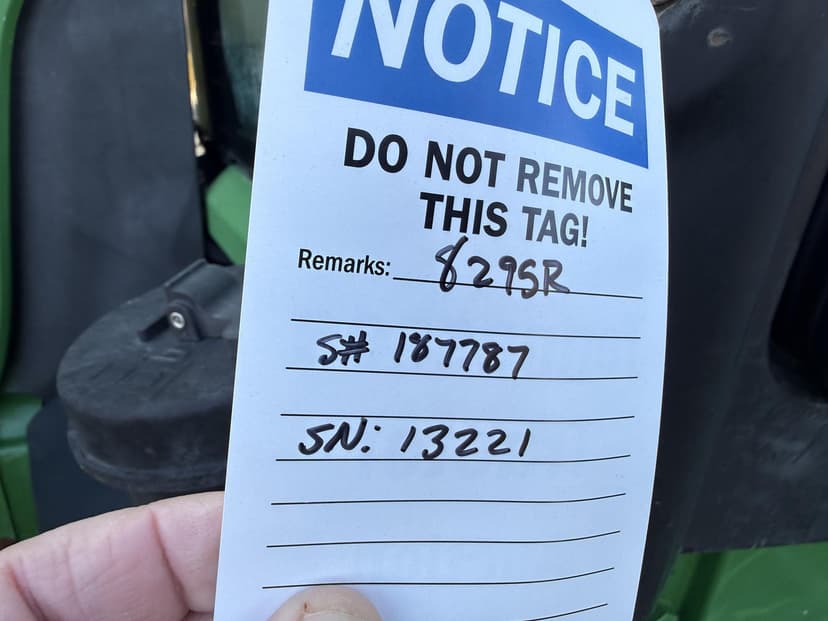 NOTICE
DO NOT REMOVE
THIS TAG!
Remarks: 8295R
S# 187787
SN: 13221